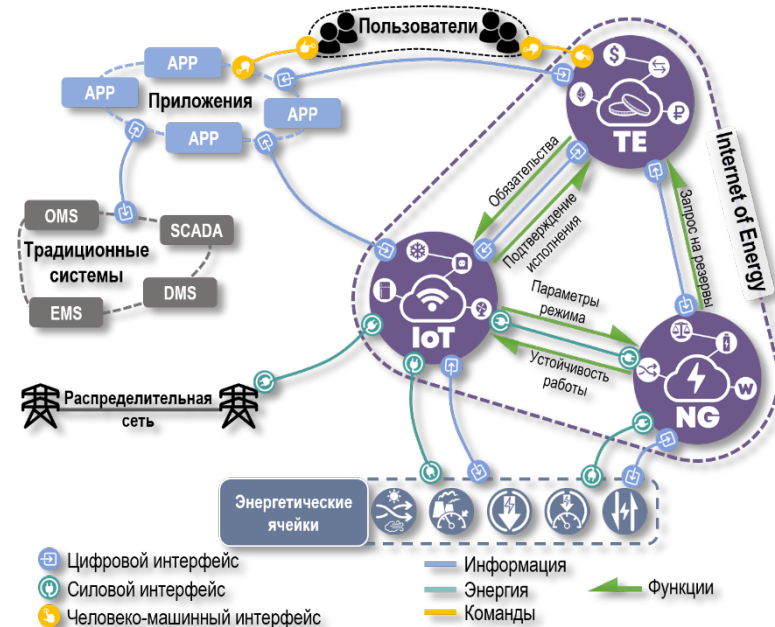 Пользователи
APP
APP
Приложения
APP
APP
TE
Internet of Energy
Обязательства
Подтверждение
исполнения
Запрос на резервы
OMS
SCADA
Традиционные
системы
DMS
EMS
IoT
Параметры
режима
Устойчивость
работы
W
NG
Распределительная
сеть
Энергетические
ячейки
Цифровой интерфейс
Силовой интерфейс
Человеко-машинный интерфейс
Информация
Энергия
Команды
Функции